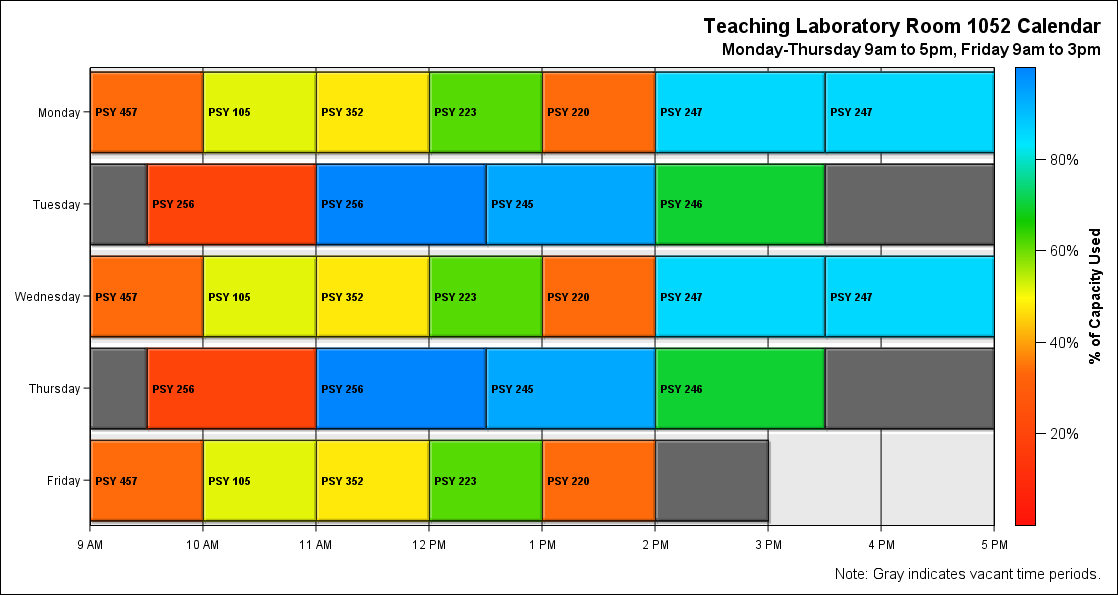 Teaching Laboratory Room 1052 Calendar
Monday-Thursday 9am to 5pm, Friday 9am to 3pm
Monday PSY 457 PSY 105 PSY 352 PSY 223 PSY 220 PSY 247 PSY 247
Tuesday PSY 256 PSY 256 PSY 245 PSY 246
Wednesday PSY 457 PSY 105 PSY 352 PSY 223 PSY 220 PSY 247 PSY 247
Thursday PSY 256 PSY 256 PSY 245 PSY 246
Friday PSY 457 PSY 105 PSY 352 PSY 223 PSY 220
9 AM 10 AM 11 AM 12 PM 1 PM 2 PM 3 PM 4 PM 5 PM
80%
60%
40%
20%
% of Capacity Used
Note: Gray indicates vacant time periods.